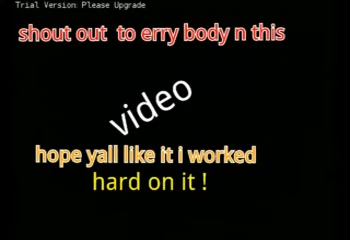 Trial Version Please Upgrade
shout out to erry body n this
video
hope yall like it i worked
hard on it !